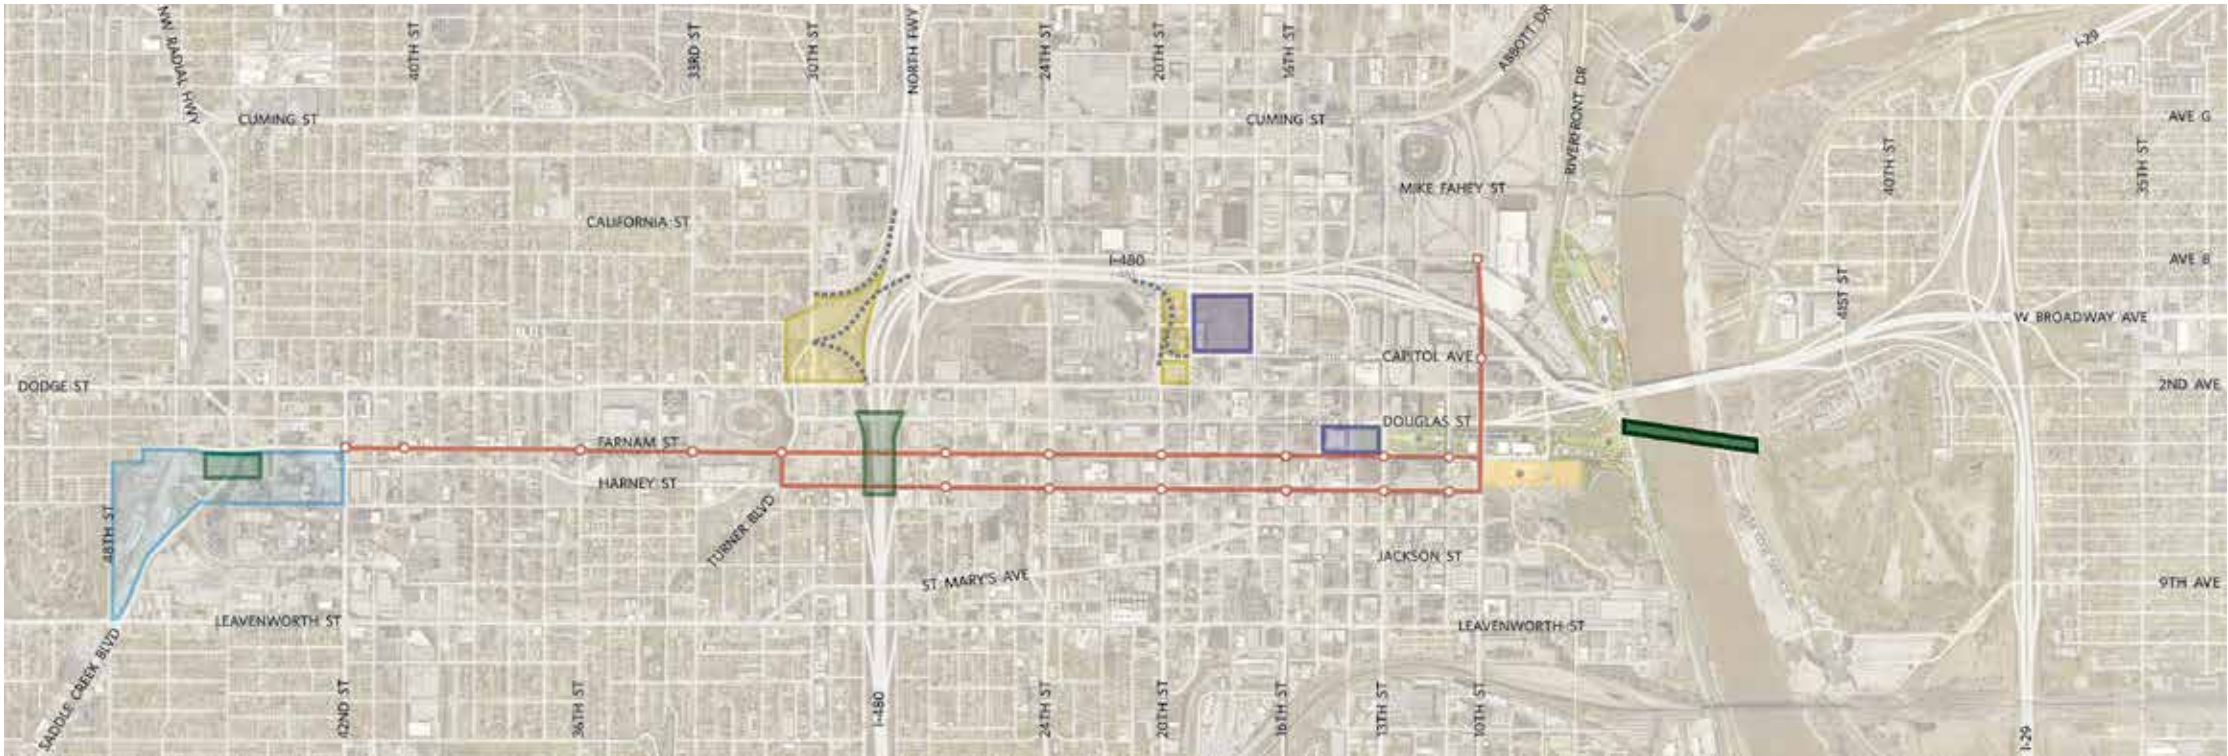 NW RADIAL HWY
40TH ST
33RD ST
30TH ST
NORTH FWY
24TH ST
20TH ST
16TH ST
ABBOTT DR
RIVERFRONT DR
I-29
CUMING ST
CUMING ST
AVE G
40TH ST
35TH ST
MIKE FAHEY ST
CALIFORNIA ST
I-480
AVE B
41ST ST
W BROADWAY AVE
CAPITOL AVE
DODGE ST
2ND AVE
DOUGLAS ST
FARNAM ST
HARNEY ST
48TH ST
TURNER BLVD
JACKSON ST
ST MARY'S AVE
9TH AVE
LEAVENWORTH ST
LEAVENWORTH ST
SADDLE CREEK BLVD
42ND ST
36TH ST
I-480
24TH ST
20TH ST
16TH ST
13TH ST
10TH ST
I-29